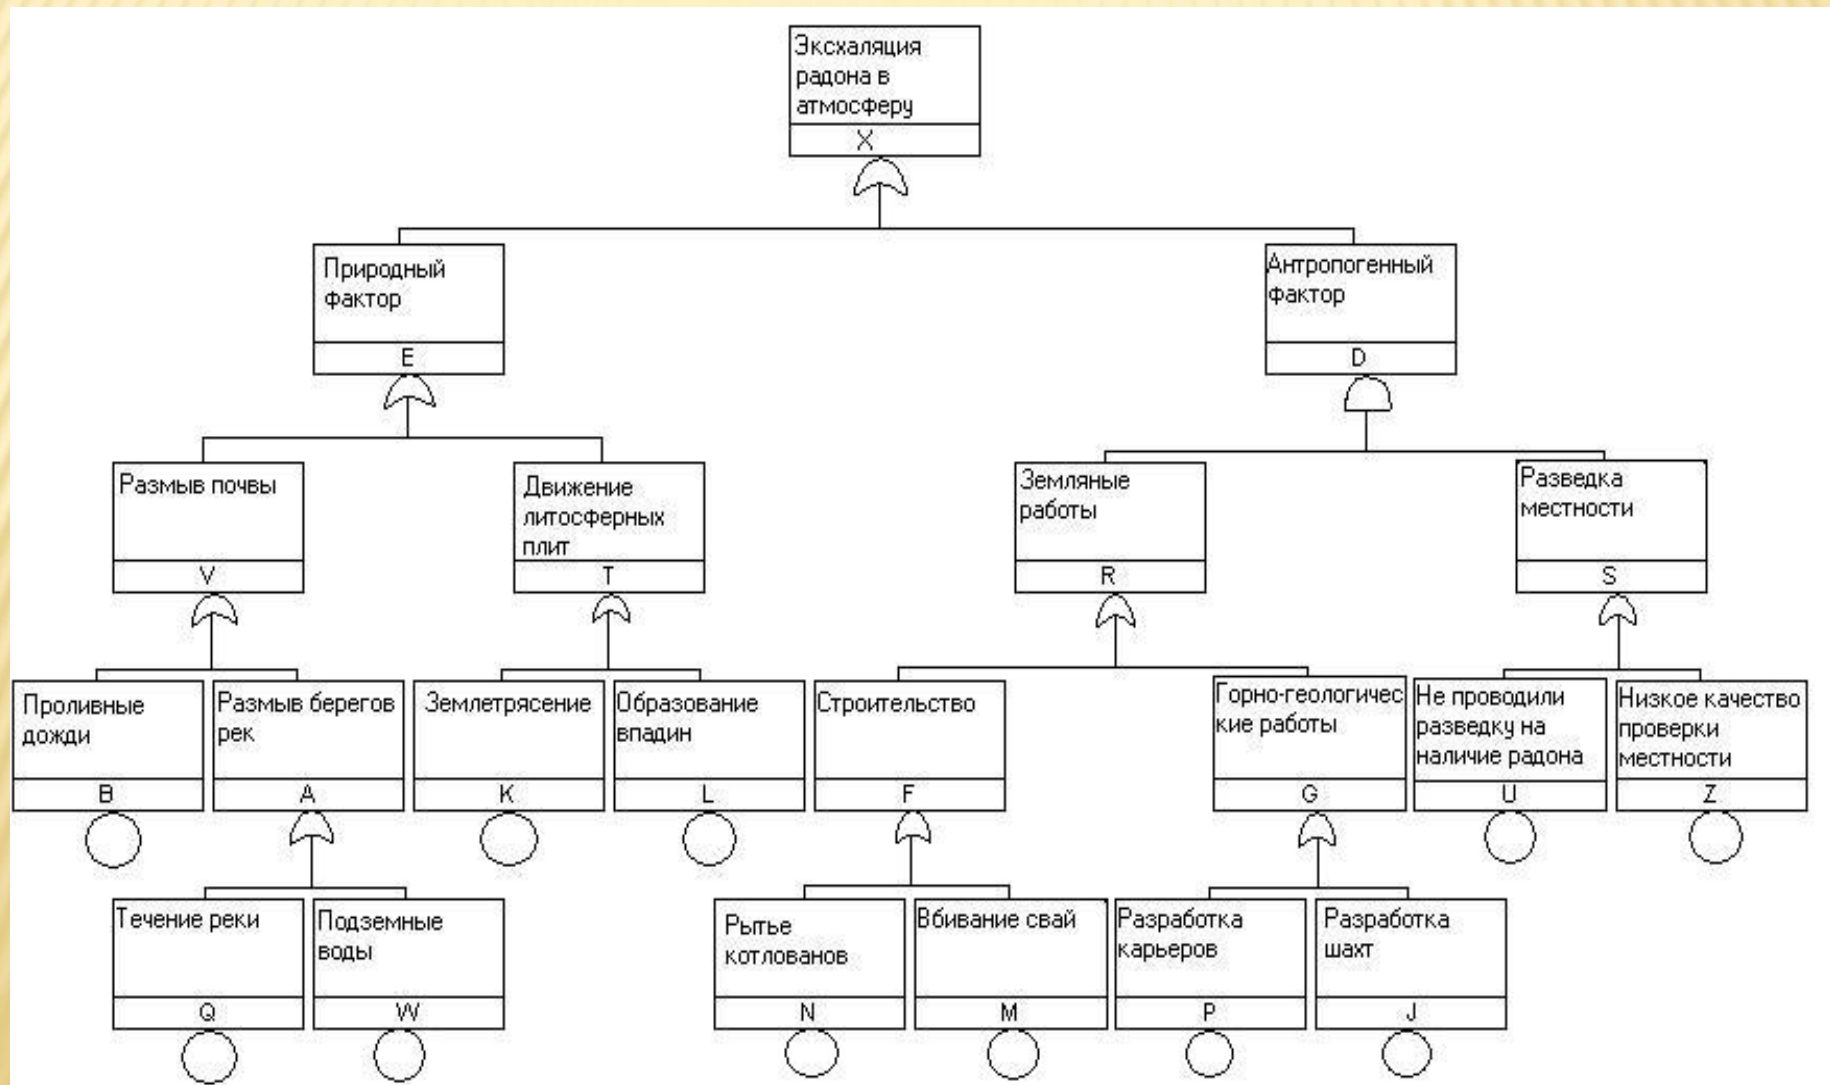 Эксхаляция
радона в
атмосферу
X
Природный
фактор
E
Антропогенный
фактор
D
Размыв почвы
V
Движение
литосферных
плит
T
Земляные
работы
R
Разведка
местности
S
Проливные
дожди
B
Размыв берегов
рек
A
Землетрясение
K
Образование
впадин
L
Строительство
F
Горно-геологичес
кие работы
G
Не проводили
разведку на
наличие радона
U
Низкое качество
проверки
местности
Z
Течение реки
Q
Подземные
воды
W
Рытье
котлованов
N
Вбивание свай
M
Разработка
карьеров
P
Разработка
шахт
J